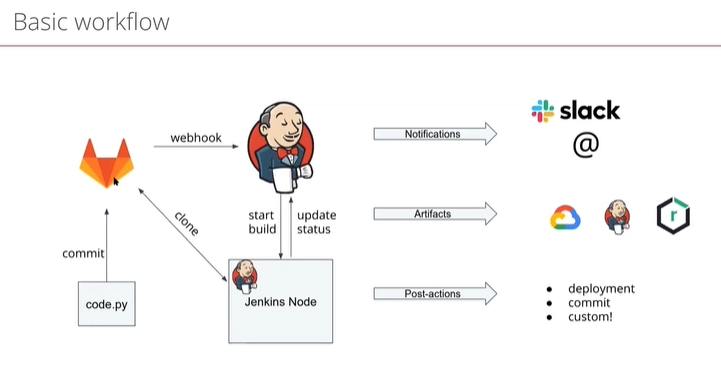 Basic workflow
slack
@
webhook
Notifications
clone
start
build
update
status
Artifacts
r
commit
code.py
Jenkins Node
Post-actions
• deployment
• commit
• custom!